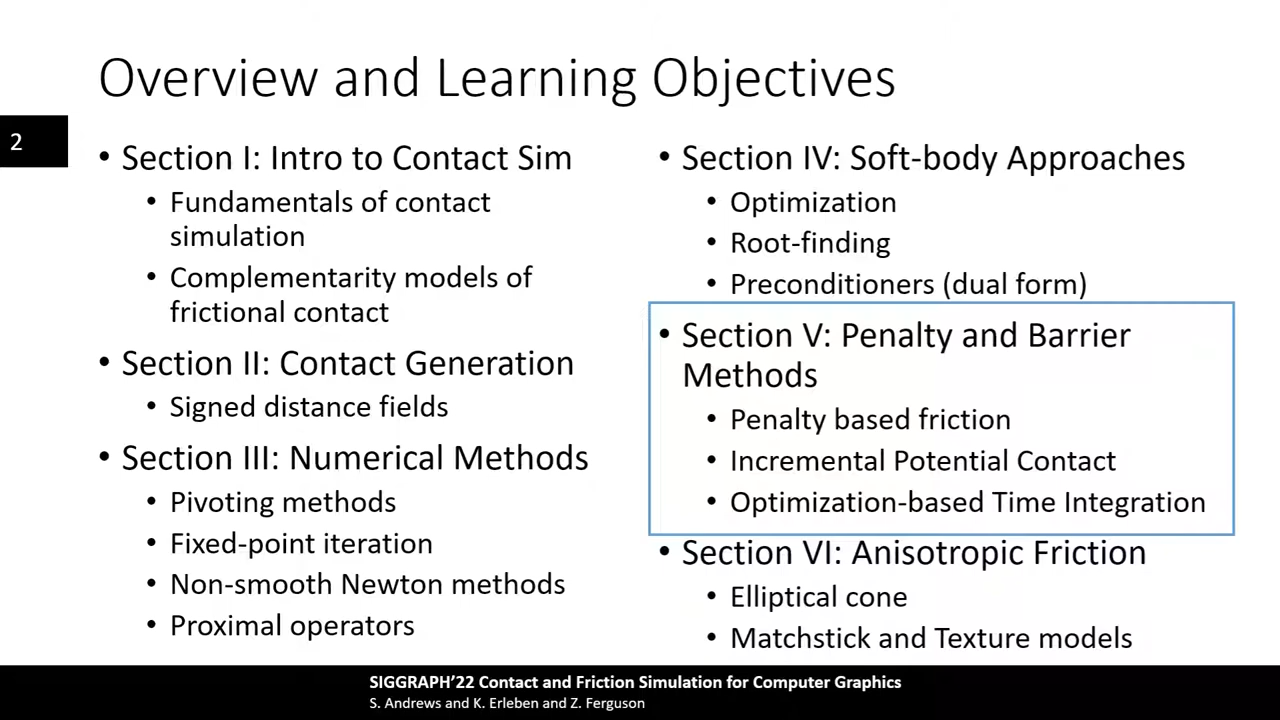 Overview and Learning Objectives
2
• Section I: Intro to Contact Sim
• Fundamentals of contact
simulation
• Complementarity models of
frictional contact
• Section II: Contact Generation
• Signed distance fields
• Section III: Numerical Methods
• Pivoting methods
• Fixed-point iteration
• Non-smooth Newton methods
• Proximal operators
• Section IV: Soft-body Approaches
• Optimization
• Root-finding
• Preconditioners (dual form)
• Section V: Penalty and Barrier
Methods
• Penalty based friction
• Incremental Potential Contact
• Optimization-based Time Integration
• Section VI: Anisotropic Friction
• Elliptical cone
• Matchstick and Texture models
SIGGRAPH'22 Contact and Friction Simulation for Computer Graphics
S. Andrews and K. Erleben and Z. Ferguson